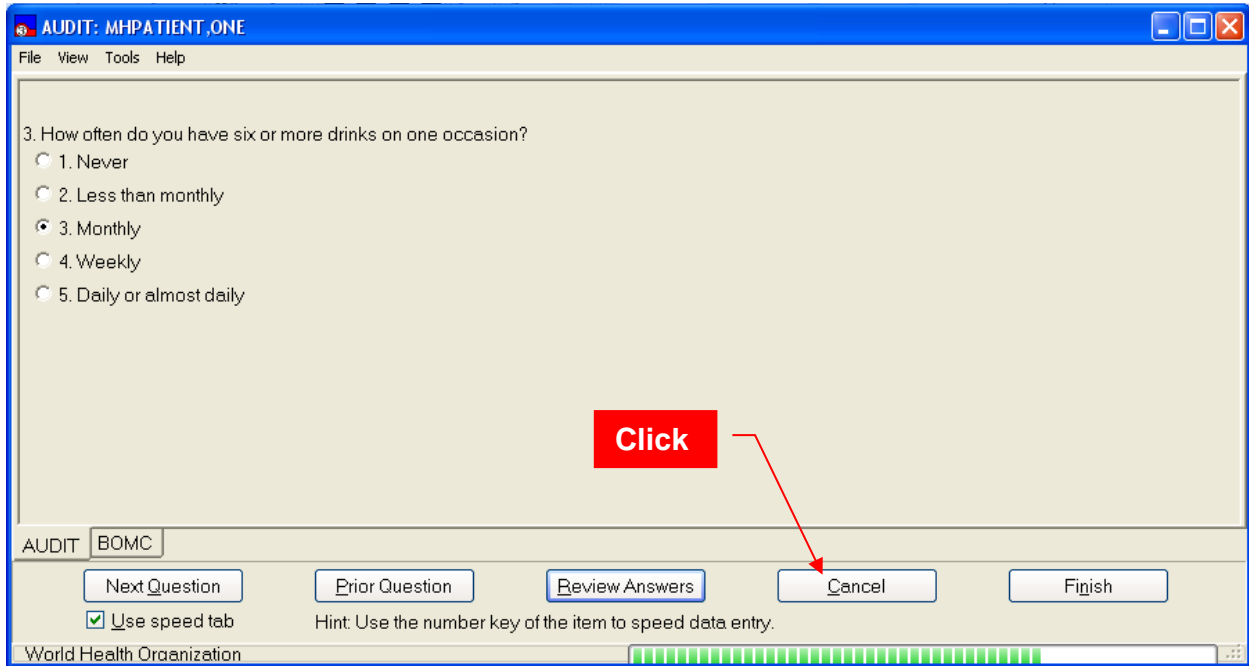 AUDIT: MHPATIENT,ONE
File View Tools Help
3. How often do you have six or more drinks on one occasion?
1. Never
2. Less than monthly
3. Monthly
4. Weekly
5. Daily or almost daily
Click
AUDIT BOMC
Next Question Prior Question Review Answers Cancel Finish
Use speed tab Hint: Use the number key of the item to speed data entry.
World Health Organization